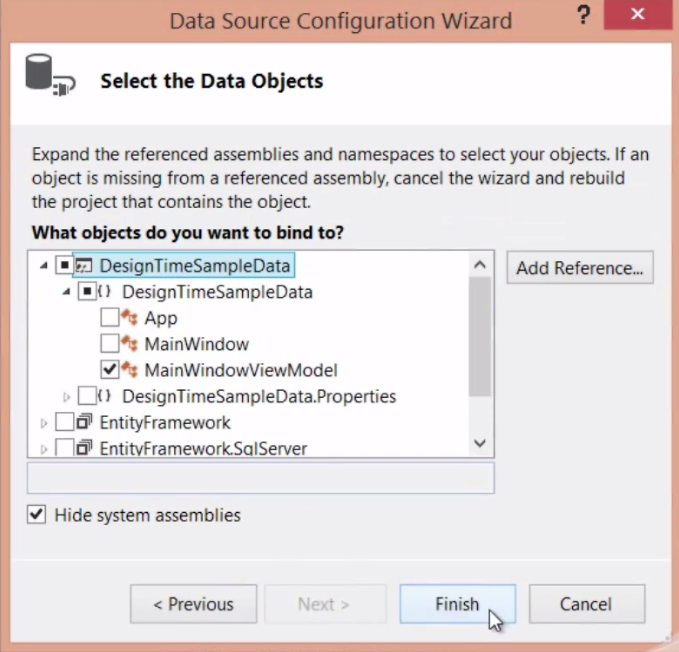 Data Source Configuration Wizard
?
x
Select the Data Objects
Expand the referenced assemblies and namespaces to select your objects. If an
object is missing from a referenced assembly, cancel the wizard and rebuild
the project that contains the object.
What objects do you want to bind to?
DesignTimeSampleData
Add Reference...
{} DesignTimeSampleData
App
MainWindow
MainWindowViewModel
{} DesignTimeSampleData.Properties
EntityFramework
EntityFramework.SqlServer
Hide system assemblies
< Previous
Next >
Finish
Cancel